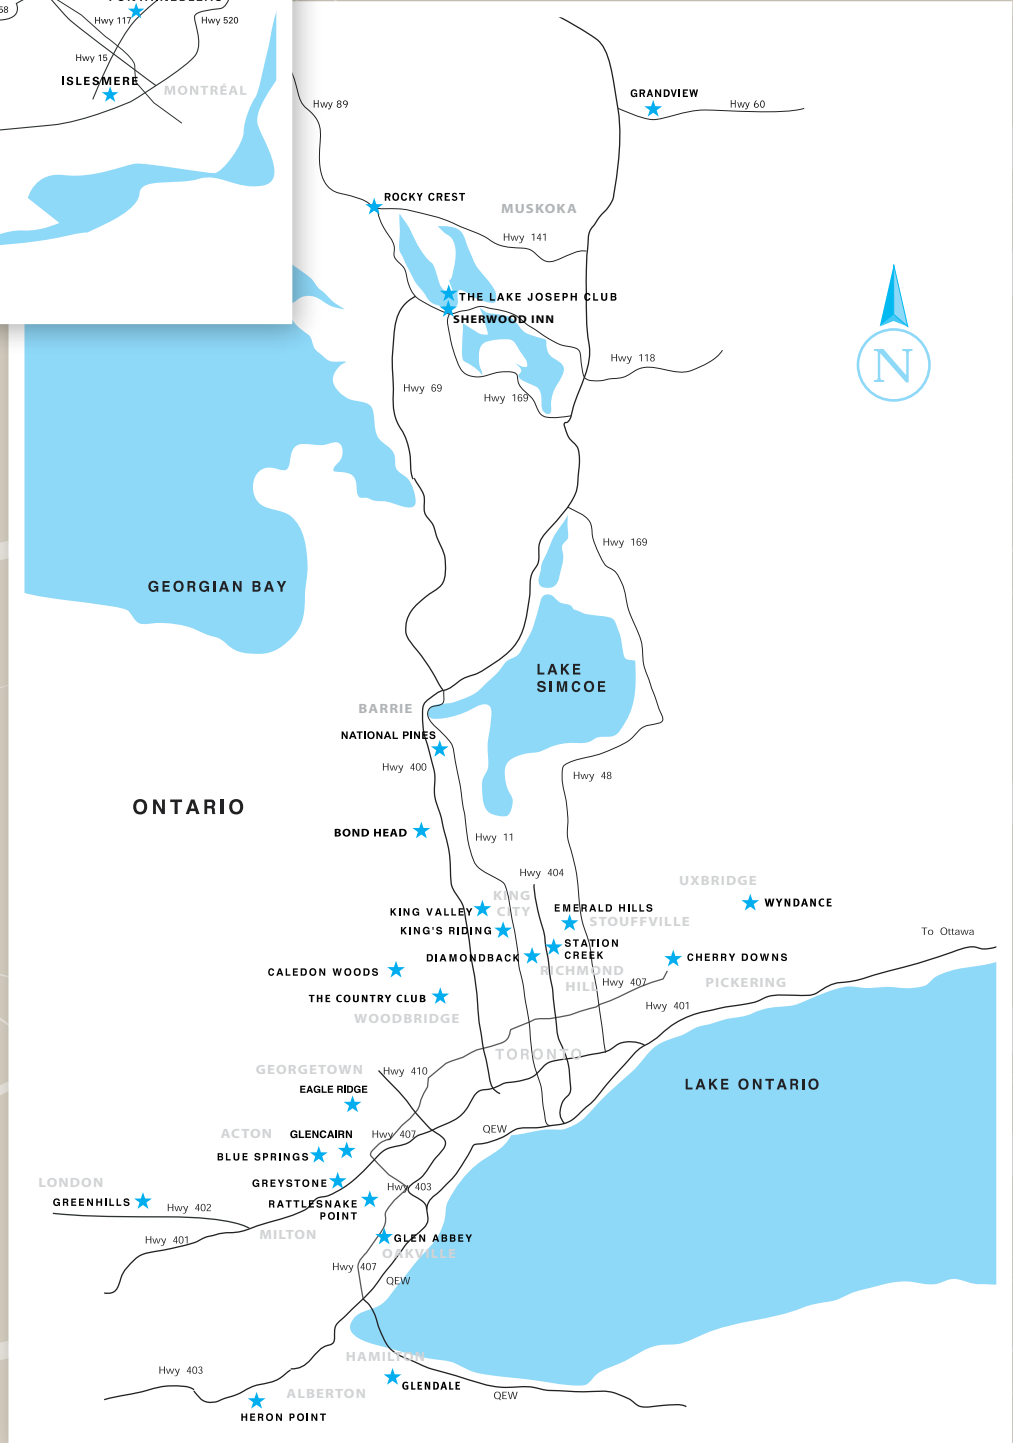 58
Hwy 117
Hwy 520
Hwy 15
ISLESMERE
MONTRÉAL
Hwy 89
GRANDVIEW
Hwy 60
ROCKY CREST
MUSKOKA
Hwy 141
THE LAKE JOSEPH CLUB
SHERWOOD INN
Hwy 118
Hwy 69
Hwy 169
N
Hwy 169
GEORGIAN BAY
LAKE
SIMCOE
BARRIE
NATIONAL PINES
Hwy 400
Hwy 48
ONTARIO
BOND HEAD
Hwy 11
Hwy 404
UXBRIDGE
KING
CITY
KING VALLEY
EMERALD HILLS
WYNDANCE
STOUFFVILLE
KING'S RIDING
To Ottawa
STATION
CREEK
DIAMONDBACK
CHERRY DOWNS
CALEDON WOODS
RICHMOND
HILL
Hwy 407
PICKERING
THE COUNTRY CLUB
Hwy 401
WOODBRIDGE
TORONTO
GEORGETOWN
Hwy 410
LAKE ONTARIO
EAGLE RIDGE
ACTON
GLENCAIRN
Hwy 407
QEW
BLUE SPRINGS
LONDON
GREYSTONE
Hwy 403
GREENHILLS
Hwy 402
RATTLESNAKE
POINT
MILTON
Hwy 401
GLEN ABBEY
OAKVILLE
Hwy 407
QEW
HAMILTON
Hwy 403
GLENDALE
ALBERTON
QEW
HERON POINT